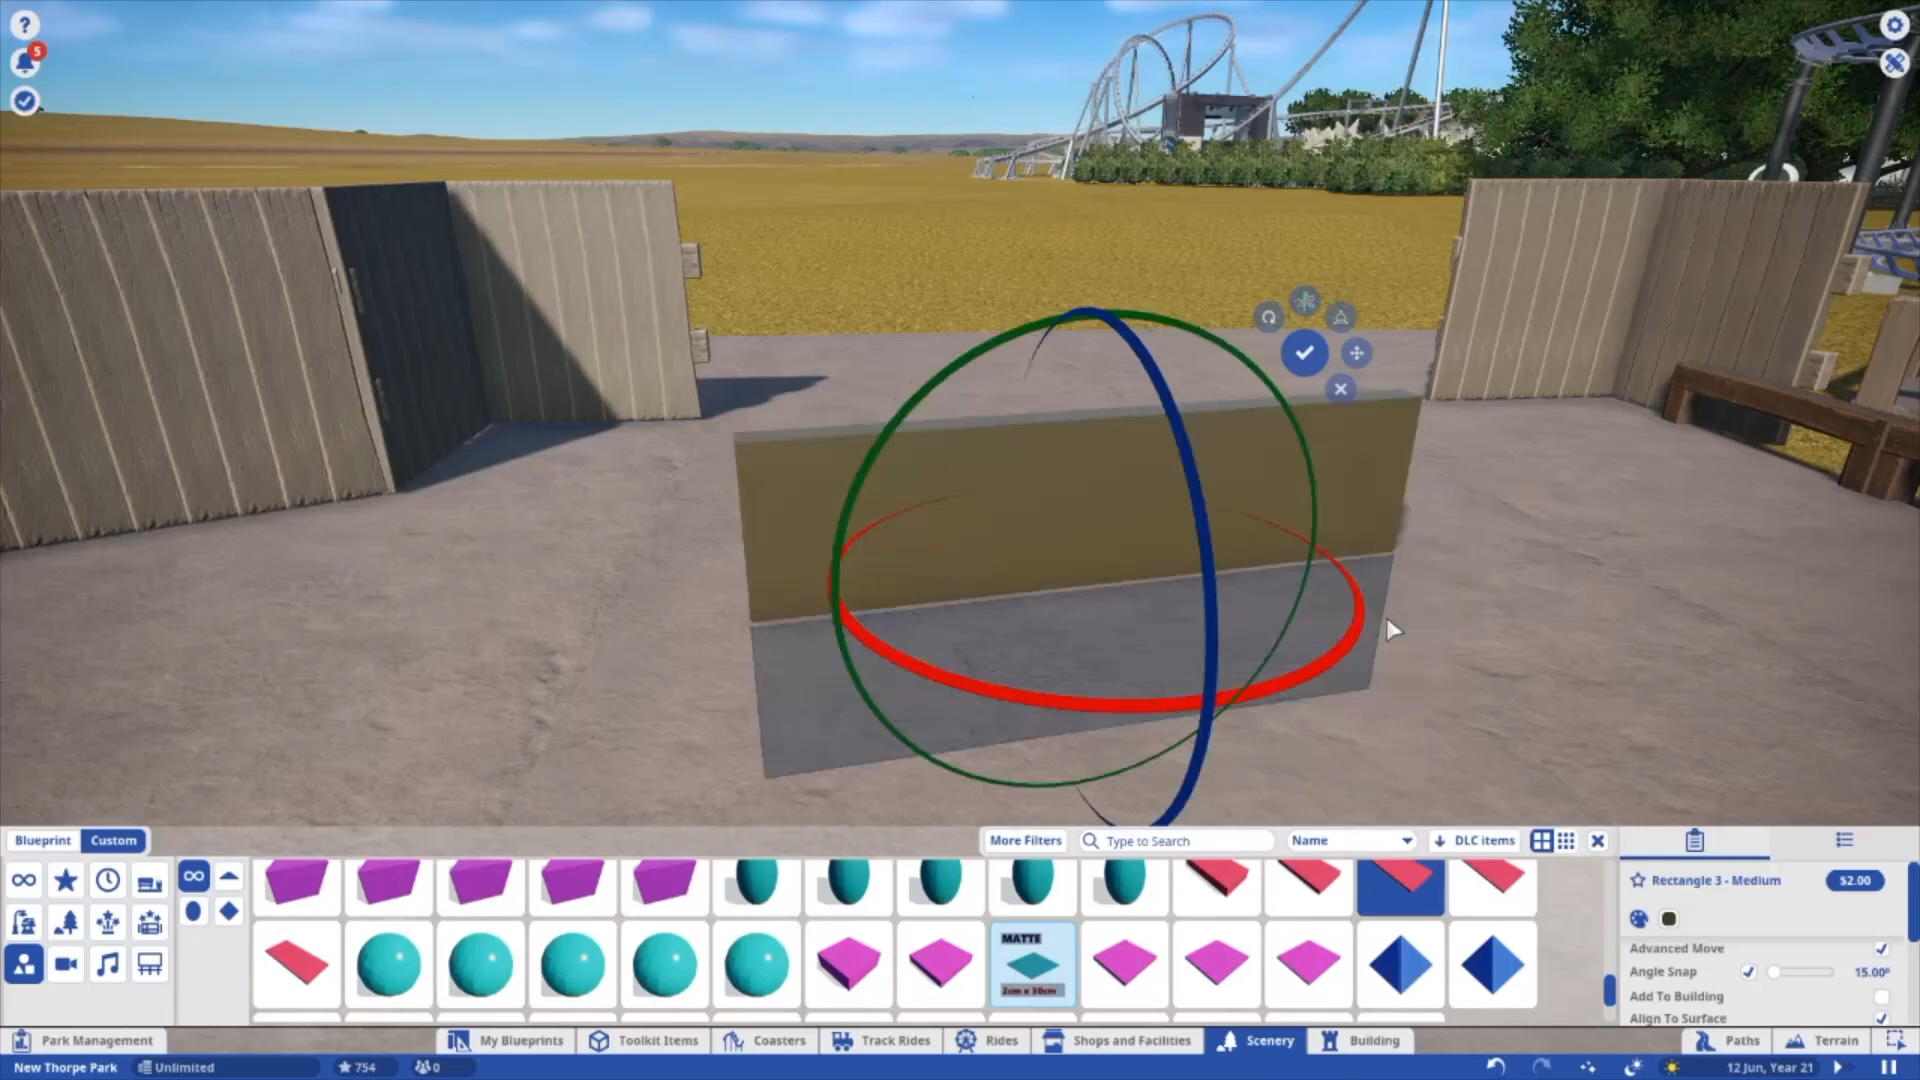 ?
5
Blueprint
Custom
More Filters
Type to Search
Name
DLC items
MATTE
2cm x 50cm
Rectangle 3 - Medium
$2.00
Advanced Move
Angle Snap
15.00°
Add To Building
Align To Surface
Park Management
My Blueprints
Toolkit Items
Coasters
Track Rides
Rides
Shops and Facilities
Scenery
Building
Paths
Terrain
New Thorpe Park
Unlimited
754
0
12 Jun, Year 21